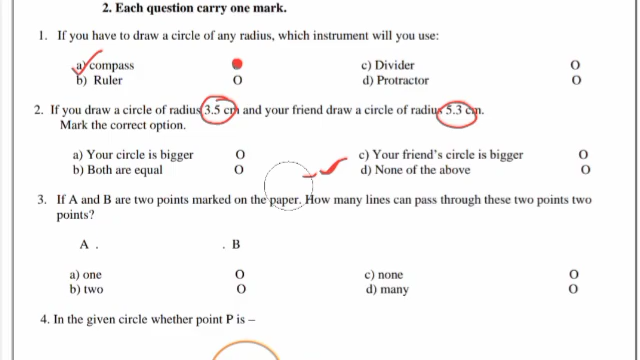 2. Each question carry one mark.
1. If you have to draw a circle of any radius, which instrument will you use:
a) compass O c) Divider O
b) Ruler O d) Protractor O
2. If you draw a circle of radius 3.5 cm and your friend draw a circle of radius 5.3 cm.
Mark the correct option.
a) Your circle is bigger O c) Your friend's circle is bigger O
b) Both are equal O d) None of the above O
3. If A and B are two points marked on the paper. How many lines can pass through these two points two
points?
A . . B
a) one O c) none O
b) two O d) many O
4. In the given circle whether point P is –